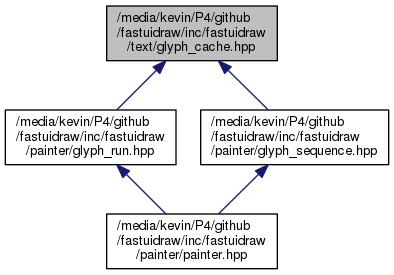 /media/kevin/P4/github
/fastuidraw/inc/fastuidraw
/text/glyph_cache.hpp
/media/kevin/P4/github
/fastuidraw/inc/fastuidraw
/painter/glyph_run.hpp
/media/kevin/P4/github
/fastuidraw/inc/fastuidraw
/painter/glyph_sequence.hpp
/media/kevin/P4/github
/fastuidraw/inc/fastuidraw
/painter/painter.hpp